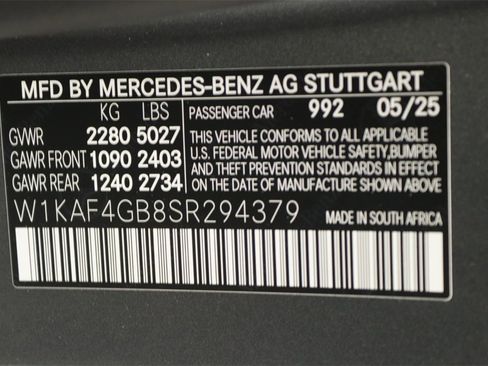 MFD BY MERCEDES-BENZ AG STUTTGART
KG LBS PASSENGER CAR 992 05/25
GVWR 2280 5027 THIS VEHICLE CONFORMS TO ALL APPLICABLE
GAWR FRONT 1090 2403 U.S. FEDERAL MOTOR VEHICLE SAFETY, BUMPER
GAWR REAR 1240 2734 AND THEFT PREVENTION STANDARDS IN EFFECT
ON THE DATE OF MANUFACTURE SHOWN ABOVE
W1KAF4GB8SR294379 MADE IN SOUTH AFRICA